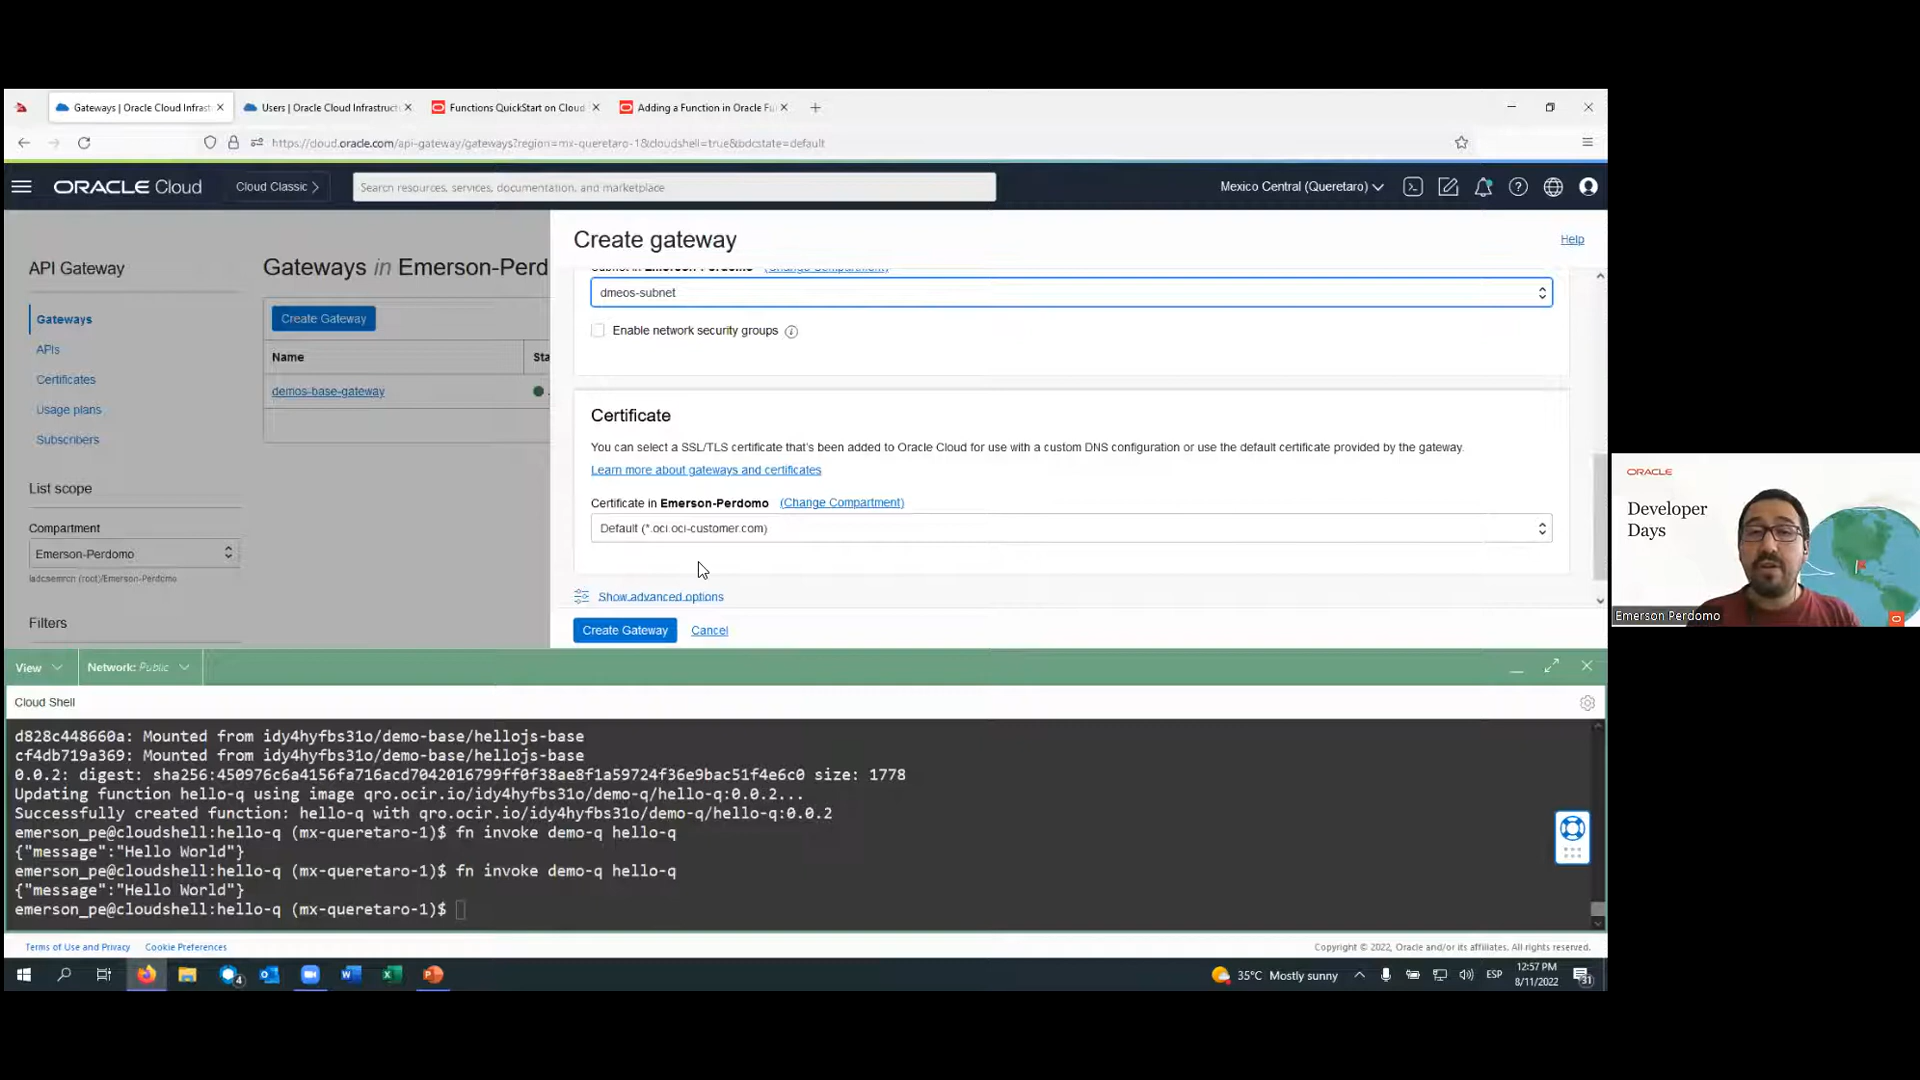 Gateways | Oracle Cloud Infrast
Users | Oracle Cloud Infrastruct
Functions QuickStart on Cloud
Adding a Function in Oracle Fu
https://cloud.oracle.com/api-gateway/gateways?region=mx-queretaro-1&cloudshell=true&bdcstate=default
ORACLE Cloud
Cloud Classic
Search resources, services, documentation, and marketplace
Mexico Central (Queretaro)
API Gateway
Gateways
APIs
Certificates
Usage plans
Subscribers
List scope
Compartment
Emerson-Perdomo
ladcsemrcn (root)/Emerson-Perdomo
Filters
Gateways in Emerson-Perd
Create Gateway
Name
Sta
demos-base-gateway
Create gateway
Help
Subnet in Emerson-Perdomo (Change Compartment)
dmeos-subnet
Enable network security groups
Certificate
You can select a SSL/TLS certificate that's been added to Oracle Cloud for use with a custom DNS configuration or use the default certificate provided by the gateway.
Learn more about gateways and certificates
Certificate in Emerson-Perdomo (Change Compartment)
Default (*.oci.oci-customer.com)
Show advanced options
Create Gateway
Cancel
View
Network: Public
Cloud Shell
d828c448660a: Mounted from idy4hyfbs31o/demo-base/hellojs-base
cf4db719a369: Mounted from idy4hyfbs31o/demo-base/hellojs-base
0.0.2: digest: sha256:450976c6a4156fa716acd7042016799ff0f38ae8f1a59724f36e9bac51f4e6c0 size: 1778
Updating function hello-q using image qro.ocir.io/idy4hyfbs31o/demo-q/hello-q:0.0.2...
Successfully created function: hello-q with qro.ocir.io/idy4hyfbs31o/demo-q/hello-q:0.0.2
emerson_pe@cloudshell:hello-q (mx-queretaro-1)$ fn invoke demo-q hello-q
{"message":"Hello World"}
emerson_pe@cloudshell:hello-q (mx-queretaro-1)$ fn invoke demo-q hello-q
{"message":"Hello World"}
emerson_pe@cloudshell:hello-q (mx-queretaro-1)$
Terms of Use and Privacy
Cookie Preferences
Copyright © 2022, Oracle and/or its affiliates. All rights reserved.
4
35°C Mostly sunny
ESP
12:57 PM
8/11/2022
31
ORACLE
Developer
Days
Emerson Perdomo